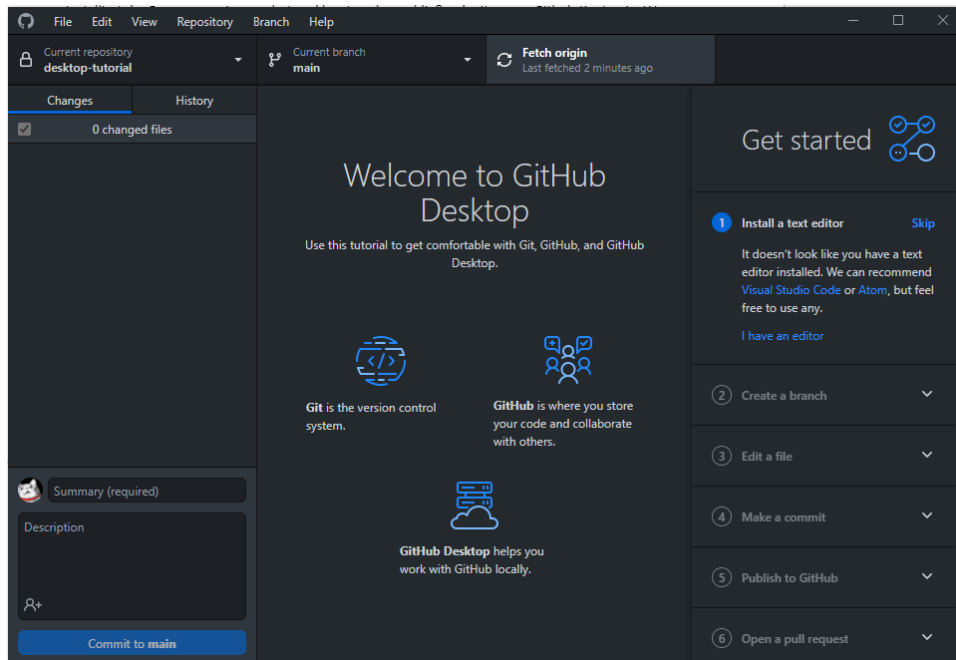 File Edit View Repository Branch Help
Current repository
desktop-tutorial
Current branch
main
Fetch origin
Last fetched 2 minutes ago
Changes History
0 changed files
Welcome to GitHub
Desktop
Use this tutorial to get comfortable with Git, GitHub, and GitHub
Desktop.
Git is the version control
system.
GitHub is where you store
your code and collaborate
with others.
GitHub Desktop helps you
work with GitHub locally.
Summary (required)
Description
Commit to main
Get started
1 Install a text editor Skip
It doesn't look like you have a text
editor installed. We can recommend
Visual Studio Code or Atom, but feel
free to use any.
I have an editor
2 Create a branch
3 Edit a file
4 Make a commit
5 Publish to GitHub
6 Open a pull request